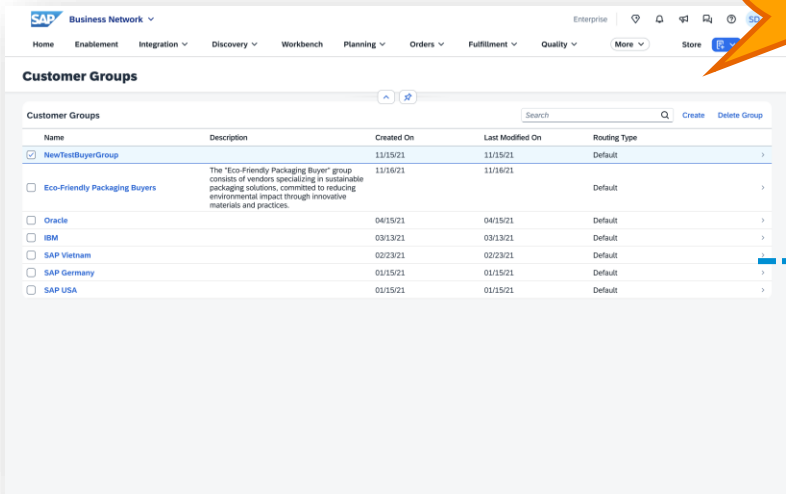 SAP Business Network
Enterprise
SD
Home Enablement Integration Discovery Workbench Planning Orders Fulfillment Quality More Store
Customer Groups
Customer Groups Search Create Delete Group
Name Description Created On Last Modified On Routing Type
NewTestBuyerGroup 11/15/21 11/15/21 Default
The "Eco-Friendly Packaging Buyer" group
consists of vendors specializing in sustainable
packaging solutions, committed to reducing
environmental impact through innovative
materials and practices.
Eco-Friendly Packaging Buyers 11/16/21 11/16/21 Default
Oracle 04/15/21 04/15/21 Default
IBM 03/13/21 03/13/21 Default
SAP Vietnam 02/23/21 02/23/21 Default
SAP Germany 01/15/21 01/15/21 Default
SAP USA 01/15/21 01/15/21 Default